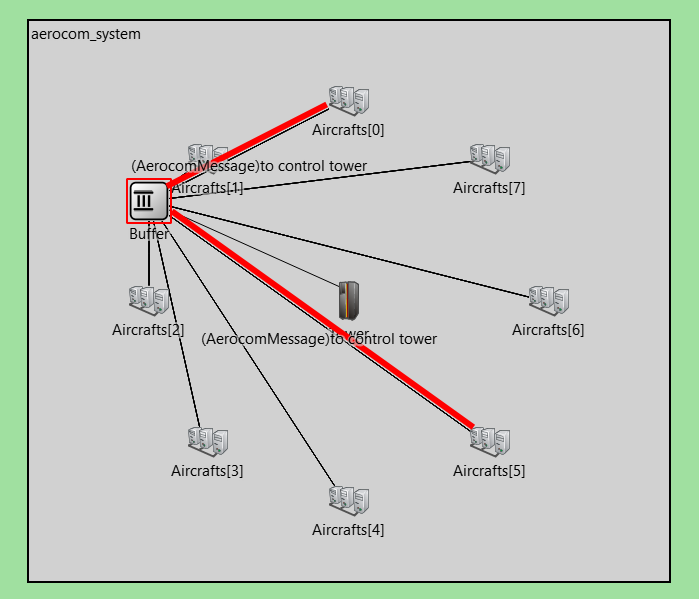 aerocom_system
Aircrafts[0]
(AerocomMessage)to control tower
Aircrafts[1]
Aircrafts[7]
Buffer
Aircrafts[2]
Aircrafts[6]
tower
(AerocomMessage)to control tower
Aircrafts[3]
Aircrafts[5]
Aircrafts[4]